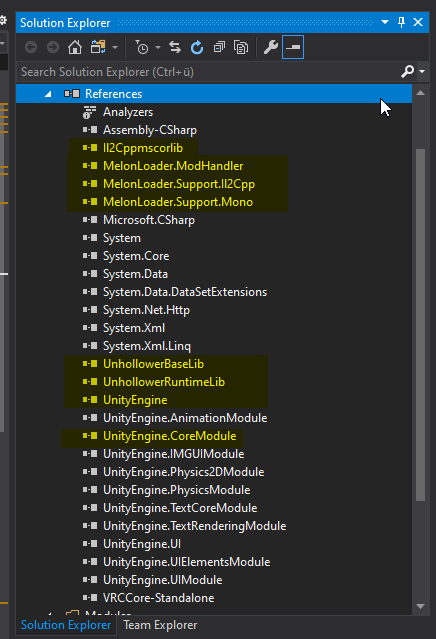 Solution Explorer
Search Solution Explorer (Ctrl+ü)
References
Analyzers
Assembly-CSharp
Il2Cppmscorlib
MelonLoader.ModHandler
MelonLoader.Support.Il2Cpp
MelonLoader.Support.Mono
Microsoft.CSharp
System
System.Core
System.Data
System.Data.DataSetExtensions
System.Net.Http
System.Xml
System.Xml.Linq
UnhollowerBaseLib
UnhollowerRuntimeLib
UnityEngine
UnityEngine.AnimationModule
UnityEngine.CoreModule
UnityEngine.IMGUIModule
UnityEngine.Physics2DModule
UnityEngine.PhysicsModule
UnityEngine.TextCoreModule
UnityEngine.TextRenderingModule
UnityEngine.UI
UnityEngine.UIElementsModule
UnityEngine.UIModule
VRCCore-Standalone
Modules
Solution Explorer Team Explorer